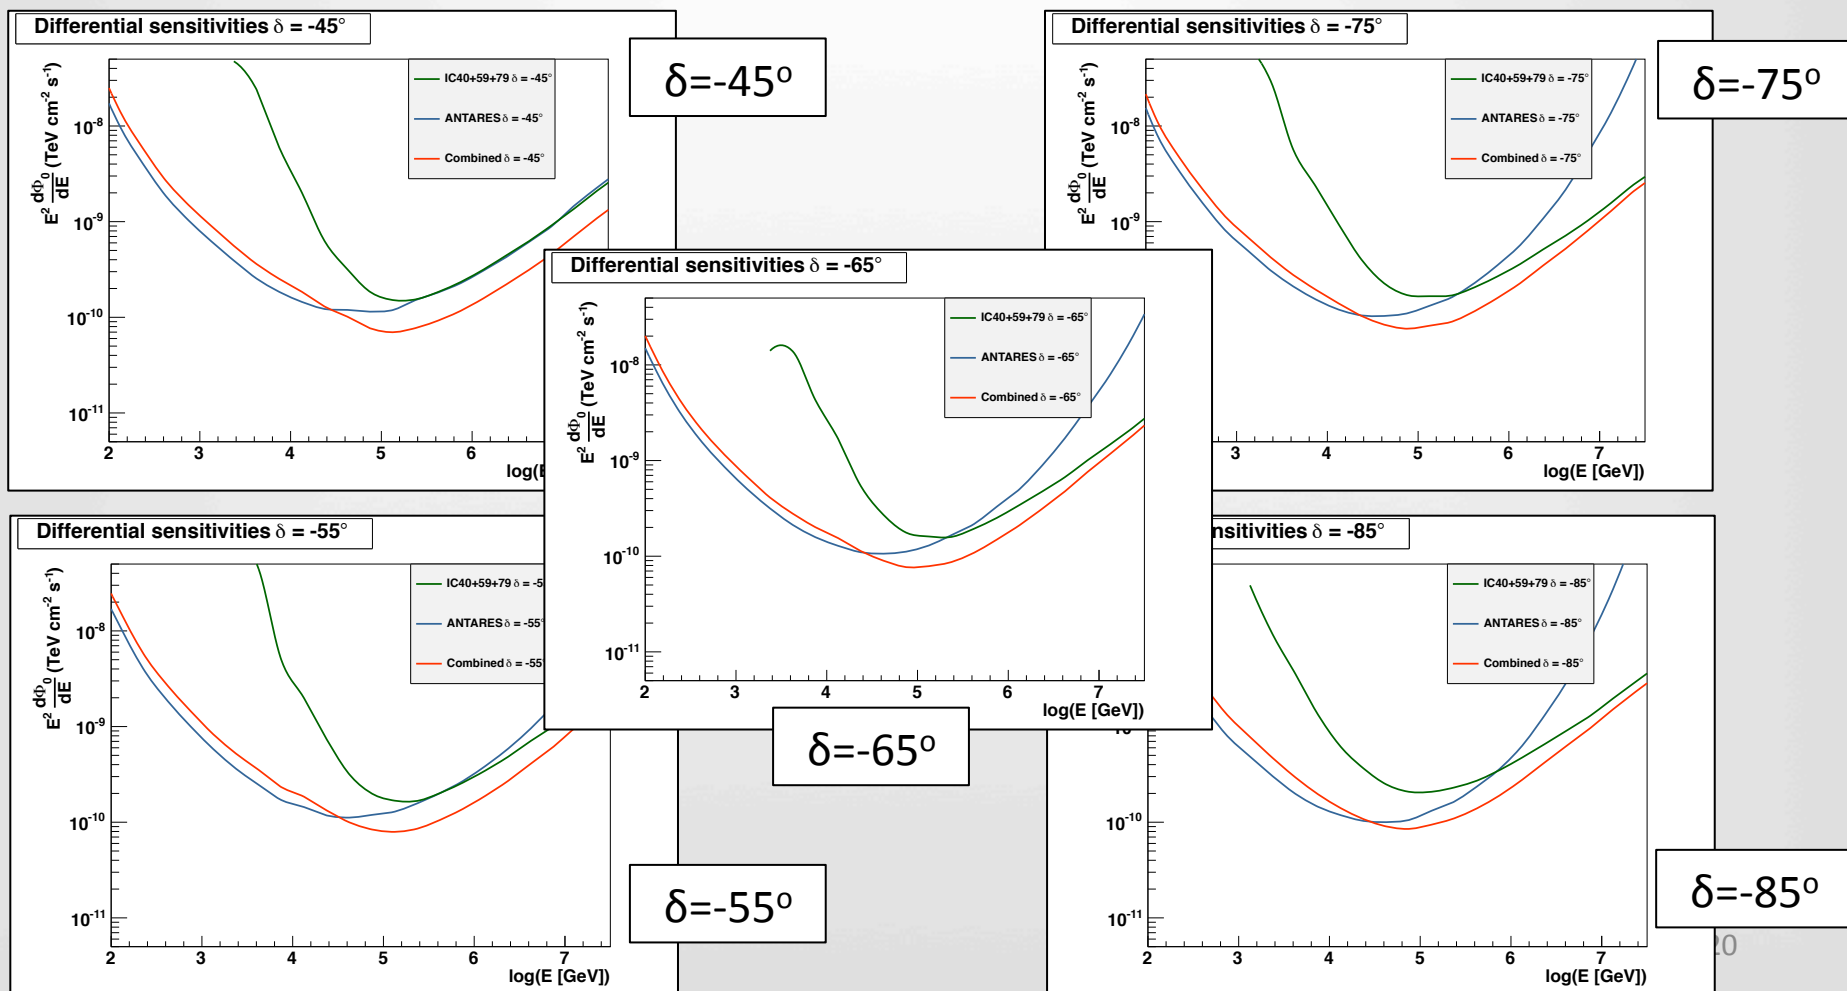 Differential sensitivities δ = -45°
E² dΦ₀/dE (TeV cm⁻² s⁻¹)
IC40+59+79 δ = -45°
ANTARES δ = -45°
Combined δ = -45°
10⁻⁸
10⁻⁹
10⁻¹⁰
10⁻¹¹
2 3 4 5 6
log(E
δ=-45º
Differential sensitivities δ = -75°
E² dΦ₀/dE (TeV cm⁻² s⁻¹)
IC40+59+79 δ = -75°
ANTARES δ = -75°
Combined δ = -75°
10⁻⁸
10⁻⁹
3 4 5 6 7
log(E [GeV])
δ=-75º
Differential sensitivities δ = -65°
E² dΦ₀/dE (TeV cm⁻² s⁻¹)
IC40+59+79 δ = -65°
ANTARES δ = -65°
Combined δ = -65°
10⁻⁸
10⁻⁹
10⁻¹⁰
10⁻¹¹
2 3 4 5 6 7
log(E [GeV])
δ=-65º
Differential sensitivities δ = -55°
E² dΦ₀/dE (TeV cm⁻² s⁻¹)
IC40+59+79 δ = -5
ANTARES δ = -55°
Combined δ = -55°
10⁻⁸
10⁻⁹
10⁻¹⁰
10⁻¹¹
2 3 4 5 6 7
log(E [GeV])
δ=-55º
nsitivities δ = -85°
IC40+59+79 δ = -85°
ANTARES δ = -85°
Combined δ = -85°
10⁻¹⁰
10⁻¹¹
2 3 4 5 6 7
log(E [GeV])
δ=-85º
20